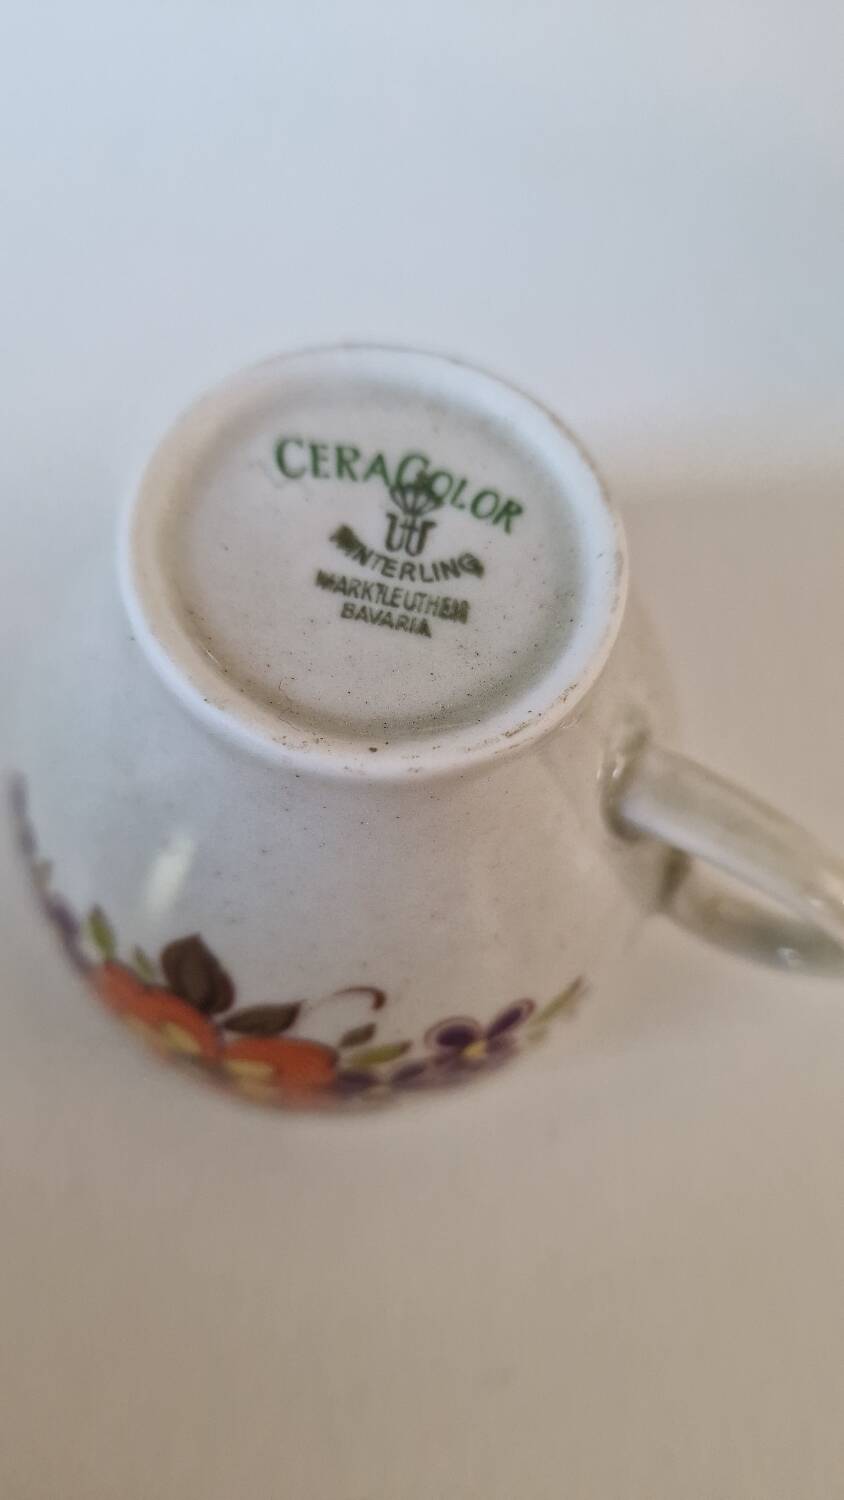 CERACOLOR
W
WINTERLING
MARKTLEUTHEN
BAVARIA